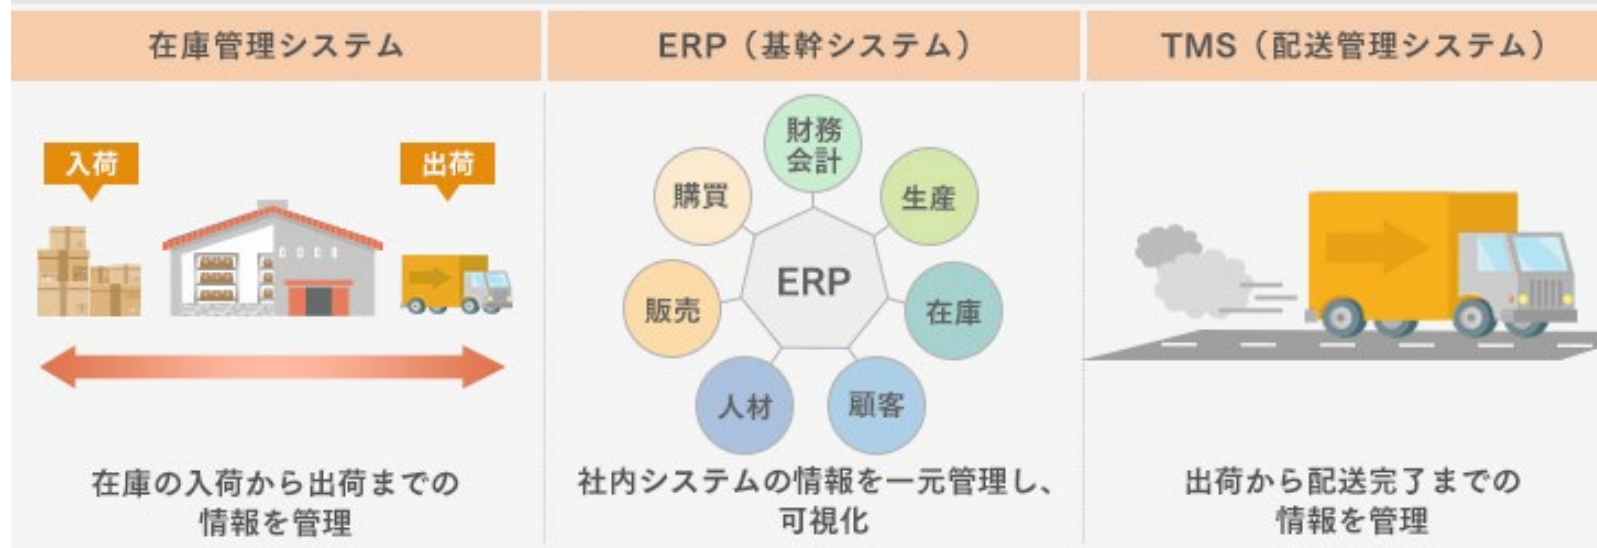 在庫管理システム
ERP（基幹システム）
TMS（配送管理システム）
入荷
出荷
財務
会計
購買
生産
ERP
販売
在庫
人材
顧客
在庫の入荷から出荷までの
情報を管理
社内システムの情報を一元管理し、
可視化
出荷から配送完了までの
情報を管理